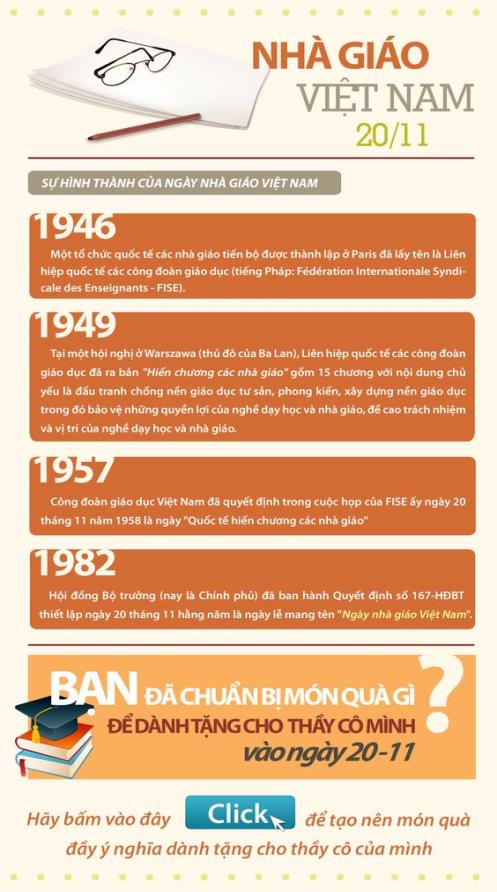 NHÀ GIÁO
VIỆT NAM
20/11
SỰ HÌNH THÀNH CỦA NGÀY NHÀ GIÁO VIỆT NAM
1946
Một tổ chức quốc tế các nhà giáo tiến bộ được thành lập ở Paris đã lấy tên là Liên
hiệp quốc tế các công đoàn giáo dục (tiếng Pháp: Fédération Internationale Syndi-
cale des Enseignants - FISE).
1949
Tại một hội nghị ở Warszawa (thủ đô của Ba Lan), Liên hiệp quốc tế các công đoàn
giáo dục đã ra bản "Hiến chương các nhà giáo" gồm 15 chương với nội dung chủ
yếu là đấu tranh chống nền giáo dục tư sản, phong kiến, xây dựng nền giáo dục
trong đó bảo vệ những quyền lợi của nghề dạy học và nhà giáo, đề cao trách nhiệm
và vị trí của nghề dạy học và nhà giáo.
1957
Công đoàn giáo dục Việt Nam đã quyết định trong cuộc họp của FISE ấy ngày 20
tháng 11 năm 1958 là ngày "Quốc tế hiến chương các nhà giáo"
1982
Hội đồng Bộ trưởng (nay là Chính phủ) đã ban hành Quyết định số 167-HĐBT
thiết lập ngày 20 tháng 11 hằng năm là ngày lễ mang tên "Ngày nhà giáo Việt Nam".
BẠN ĐÃ CHUẨN BỊ MÓN QUÀ GÌ ?
ĐỂ DÀNH TẶNG CHO THẦY CÔ MÌNH
vào ngày 20-11
Hãy bấm vào đây Click để tạo nên món quà
đầy ý nghĩa dành tặng cho thầy cô của mình